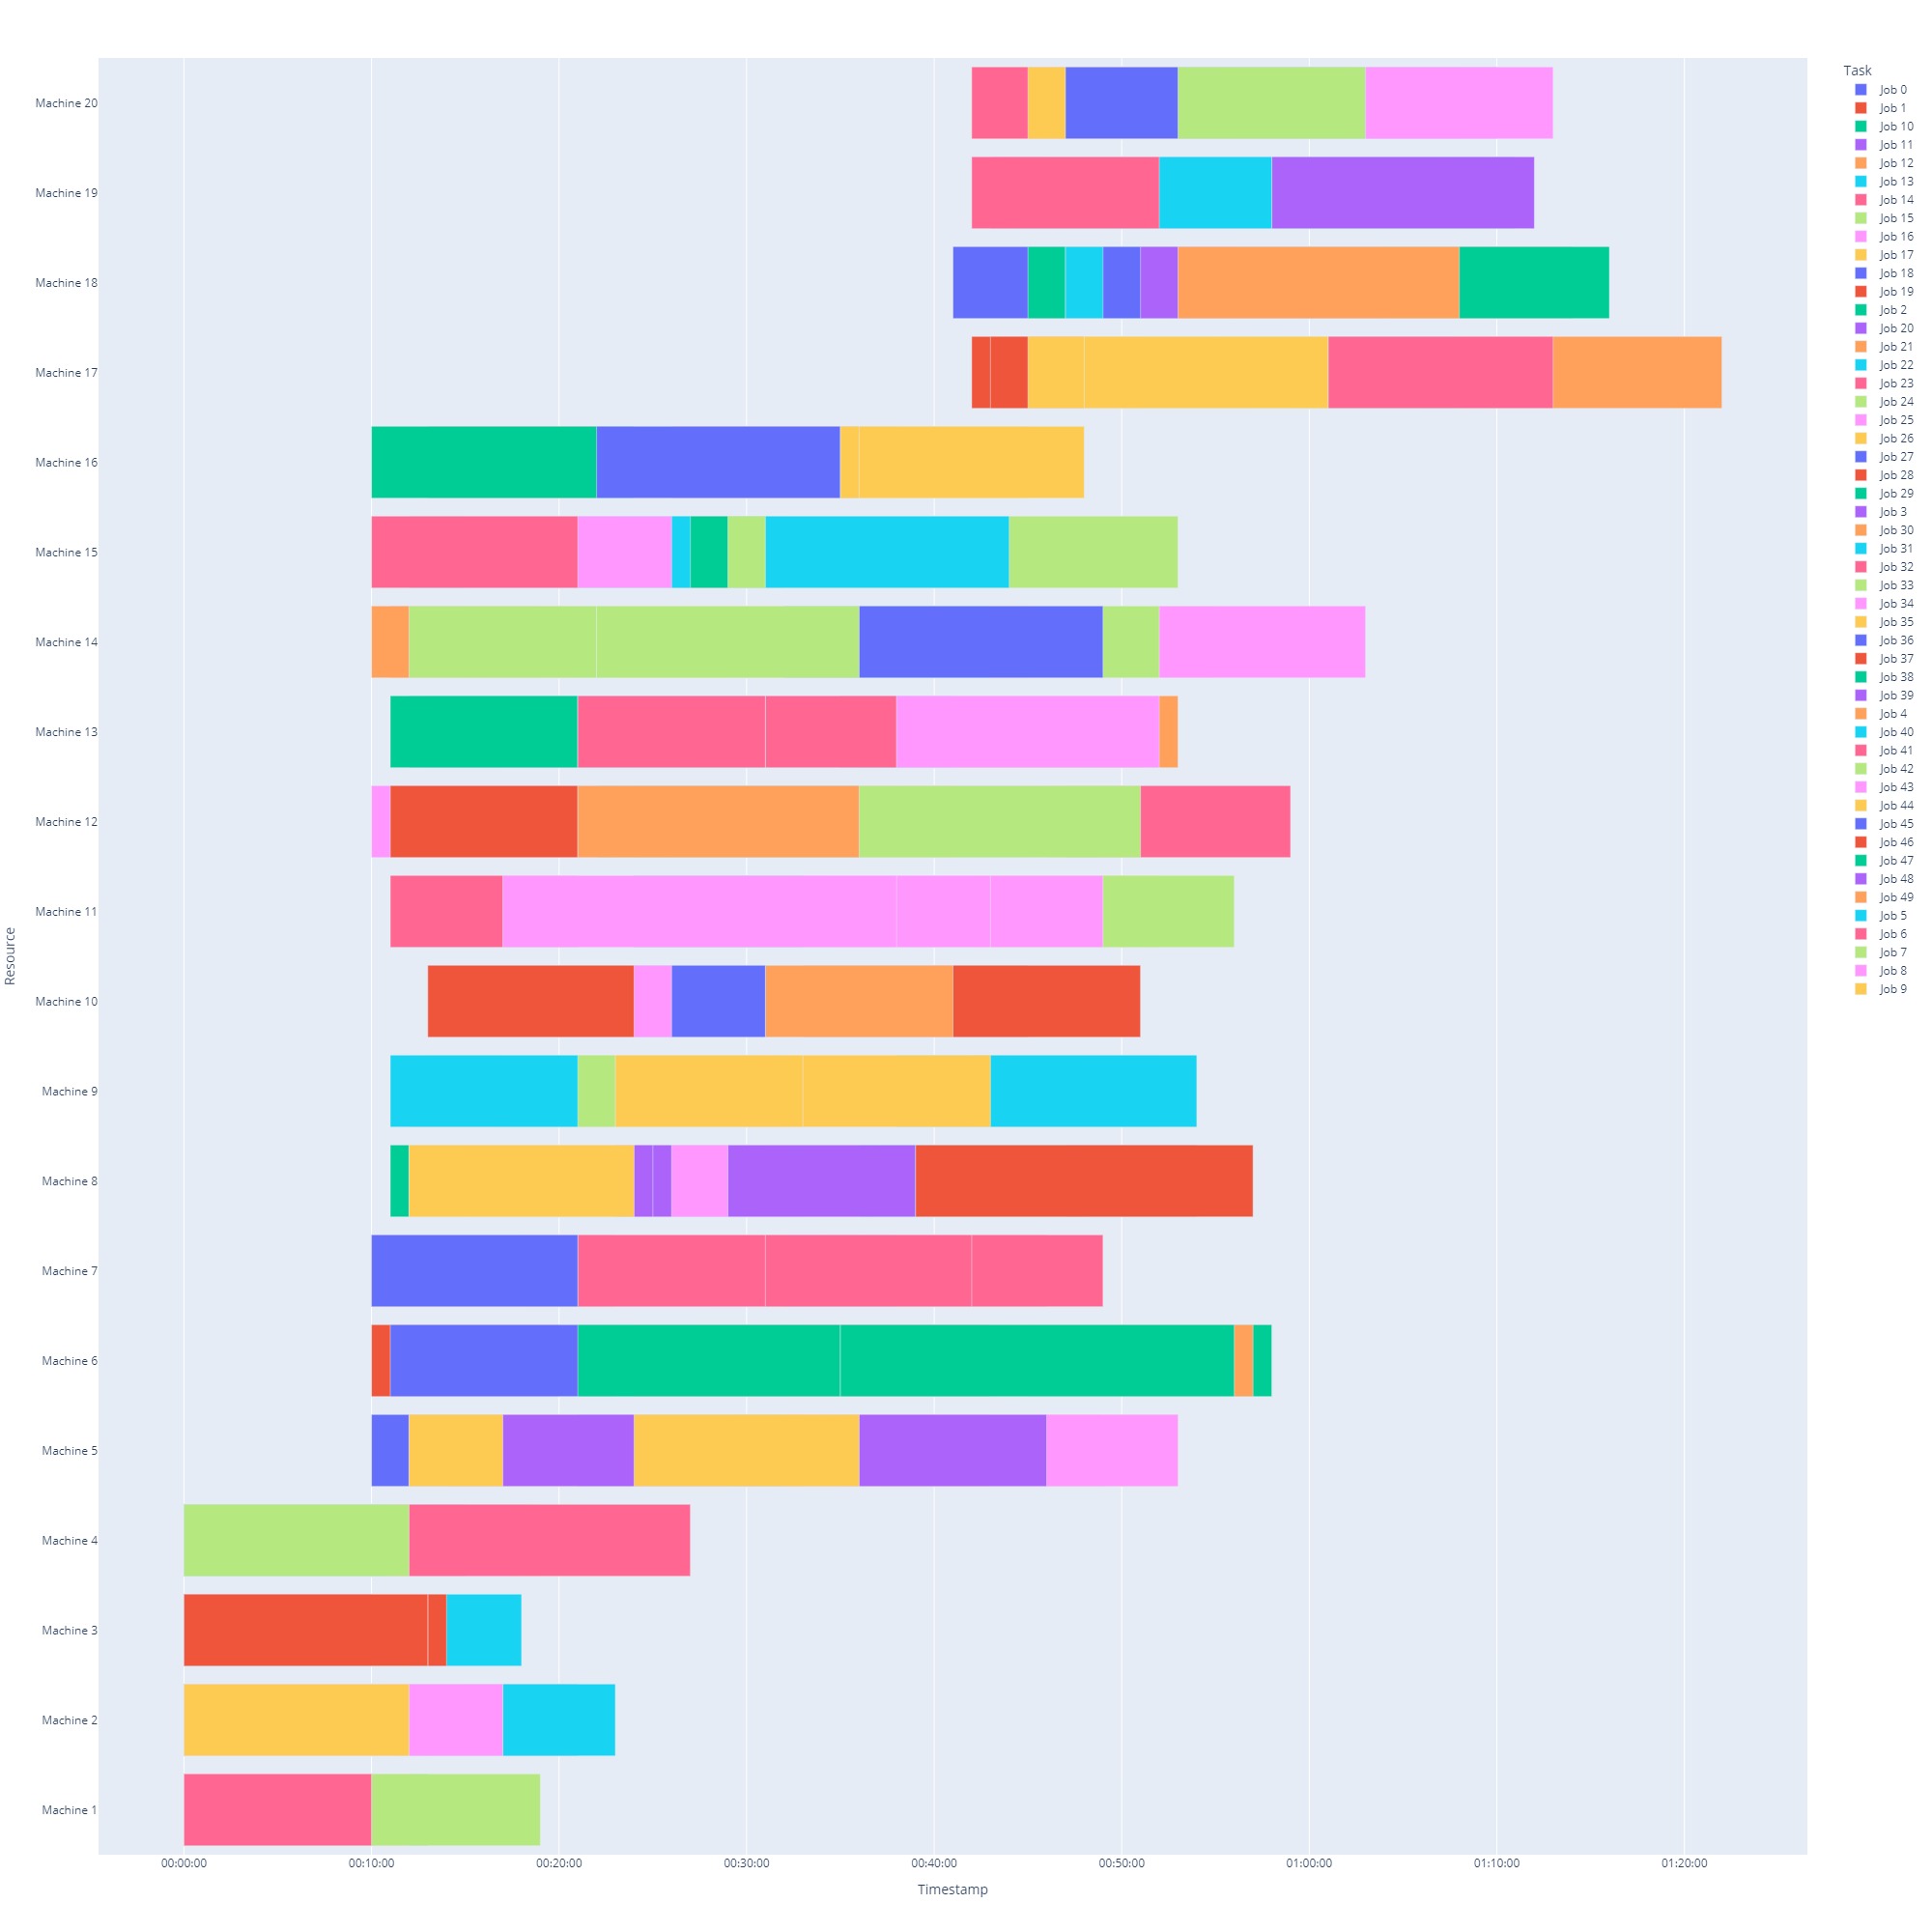 Machine 20
Machine 19
Machine 18
Machine 17
Machine 16
Machine 15
Machine 14
Machine 13
Machine 12
Machine 11
Machine 10
Machine 9
Machine 8
Machine 7
Machine 6
Machine 5
Machine 4
Machine 3
Machine 2
Machine 1
Resource
00:00:00 00:10:00 00:20:00 00:30:00 00:40:00 00:50:00 01:00:00 01:10:00 01:20:00
Timestamp
Task
Job 0
Job 1
Job 10
Job 11
Job 12
Job 13
Job 14
Job 15
Job 16
Job 17
Job 18
Job 19
Job 2
Job 20
Job 21
Job 22
Job 23
Job 24
Job 25
Job 26
Job 27
Job 28
Job 29
Job 3
Job 30
Job 31
Job 32
Job 33
Job 34
Job 35
Job 36
Job 37
Job 38
Job 39
Job 4
Job 40
Job 41
Job 42
Job 43
Job 44
Job 45
Job 46
Job 47
Job 48
Job 49
Job 5
Job 6
Job 7
Job 8
Job 9